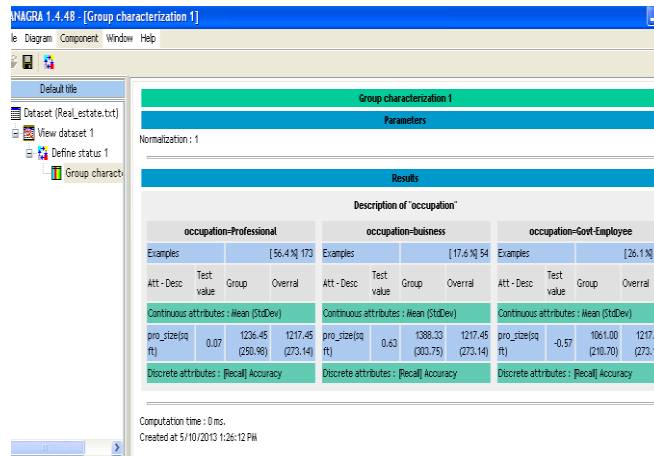 ANAGRA 1.4.48 - [Group characterization 1]
le Diagram Component Window Help
Default title
Dataset (Real_estate.txt)
View dataset 1
Define status 1
Group charact
Group characterization 1
Parameters
Normalization : 1
Results
Description of "occupation"
occupation=Professional
Examples [ 56.4 %] 173
Att - Desc Test value Group Overral
Continuous attributes : Mean (StdDev)
pro_size(sq ft) 0.07 1236.45 (250.98) 1217.45 (273.14)
Discrete attributes : [Recall] Accuracy
occupation=buisness
Examples [ 17.6 %] 54
Att - Desc Test value Group Overral
Continuous attributes : Mean (StdDev)
pro_size(sq ft) 0.63 1388.33 (303.75) 1217.45 (273.14)
Discrete attributes : [Recall] Accuracy
occupation=Govt-Employee
Examples [ 26.1 %]
Att - Desc Test value Group Overral
Continuous attributes : Mean (StdDev)
pro_size(sq ft) -0.57 1061.00 (210.70) 1217. (273.
Discrete attributes : [Recall] Accuracy
Computation time : 0 ms.
Created at 5/10/2013 1:26:12 PM